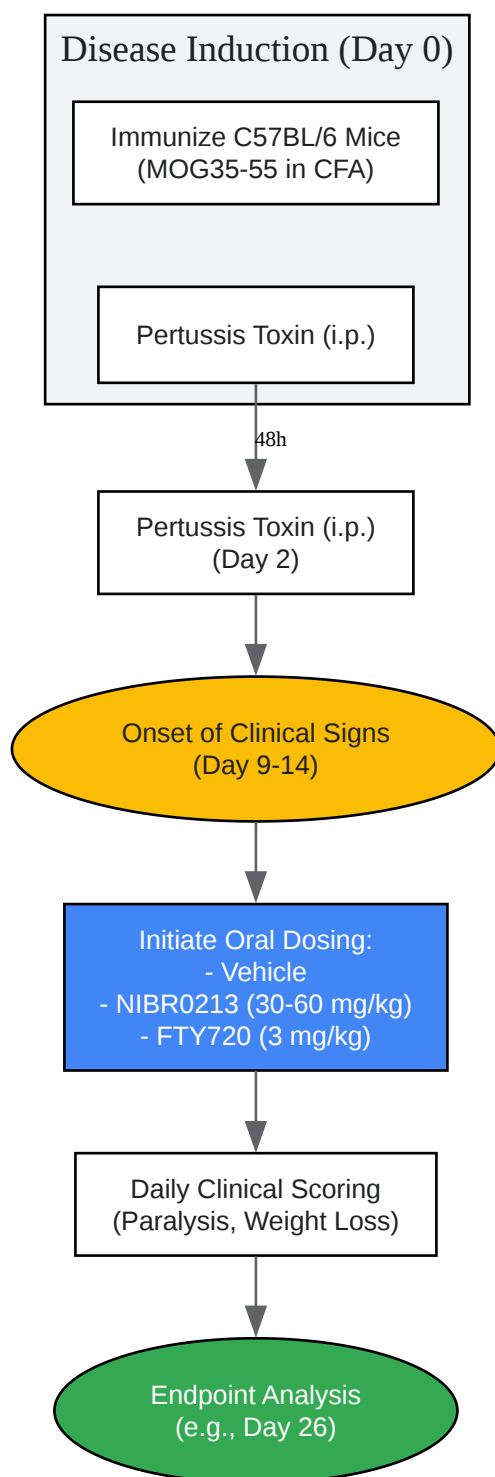 Disease Induction (Day 0)
Immunize C57BL/6 Mice
(MOG35-55 in CFA)
Pertussis Toxin (i.p.)
48h
Pertussis Toxin (i.p.)
(Day 2)
Onset of Clinical Signs
(Day 9-14)
Initiate Oral Dosing:
- Vehicle
- NIBR0213 (30-60 mg/kg)
- FTY720 (3 mg/kg)
Daily Clinical Scoring
(Paralysis, Weight Loss)
Endpoint Analysis
(e.g., Day 26)